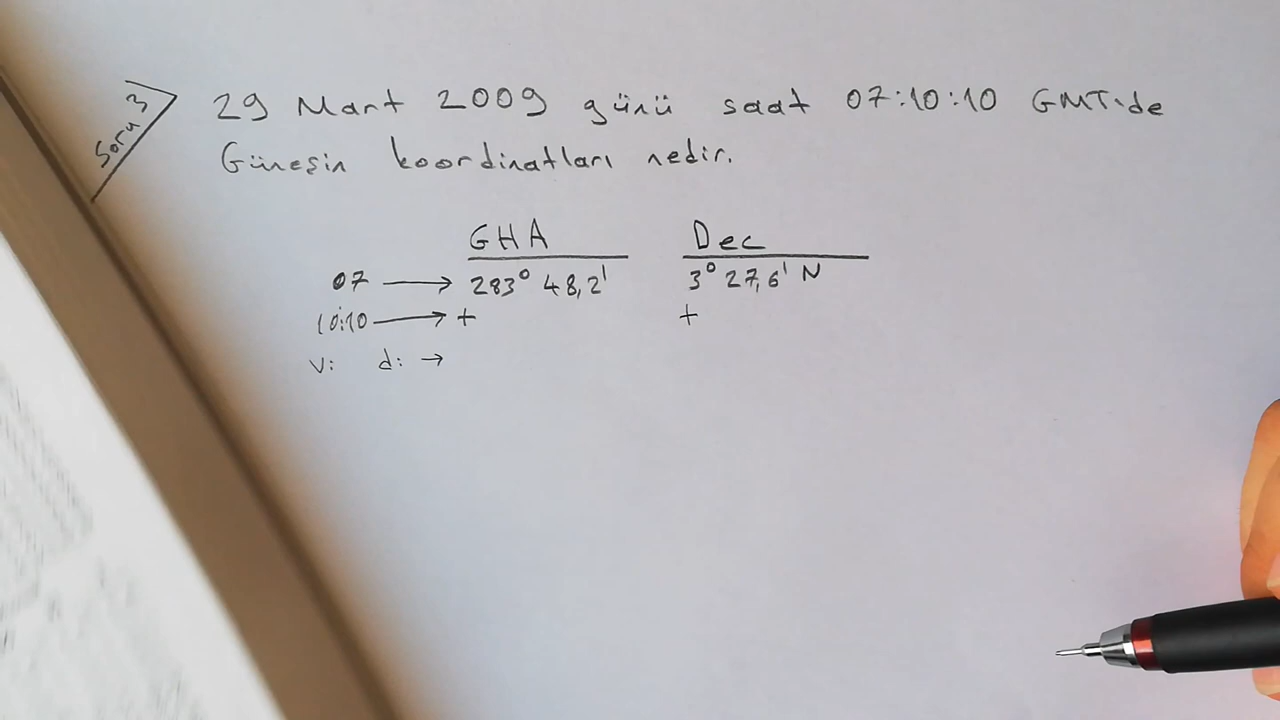 Soru 3
29 Mart 2009 günü saat 07:10:10 GMT'de
Güneşin koordinatları nedir.
GHA Dec
07 → 283° 48,2' 3° 27,6' N
10:10 → + +
v: d: →